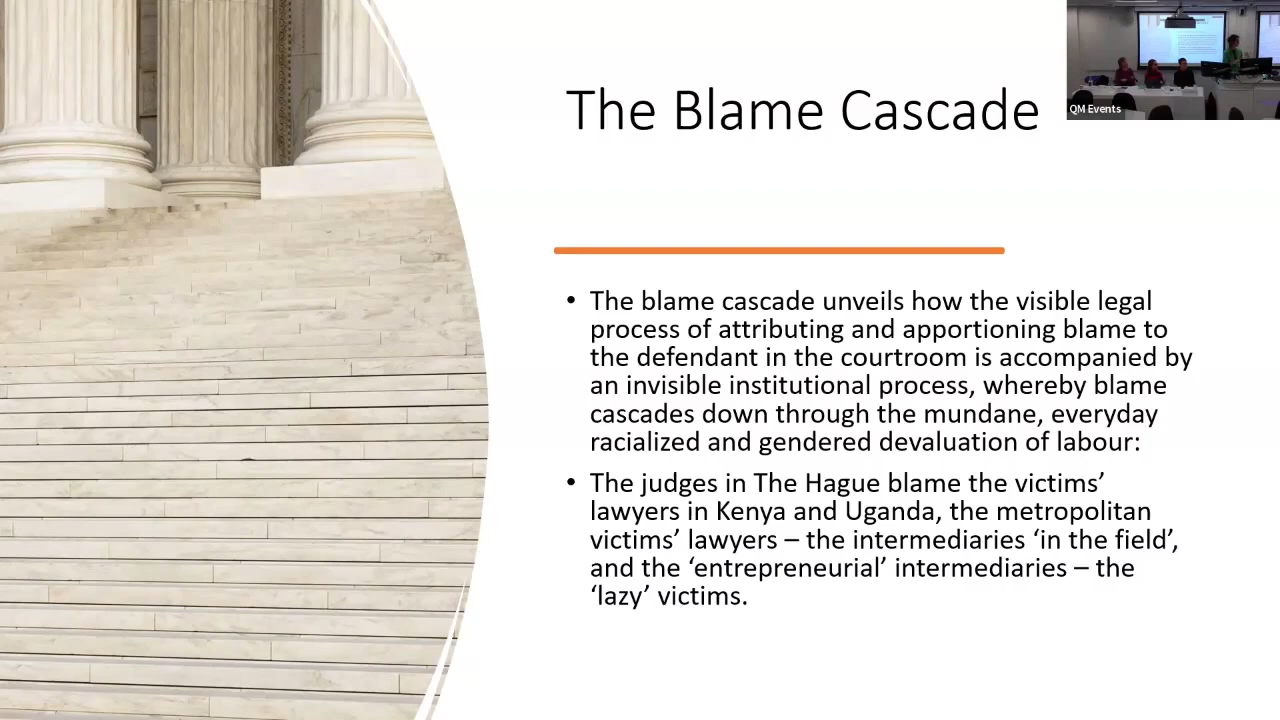 The Blame Cascade
QM Events
• The blame cascade unveils how the visible legal
process of attributing and apportioning blame to
the defendant in the courtroom is accompanied by
an invisible institutional process, whereby blame
cascades down through the mundane, everyday
racialized and gendered devaluation of labour:
• The judges in The Hague blame the victims’
lawyers in Kenya and Uganda, the metropolitan
victims’ lawyers – the intermediaries ‘in the field’,
and the ‘entrepreneurial’ intermediaries – the
‘lazy’ victims.